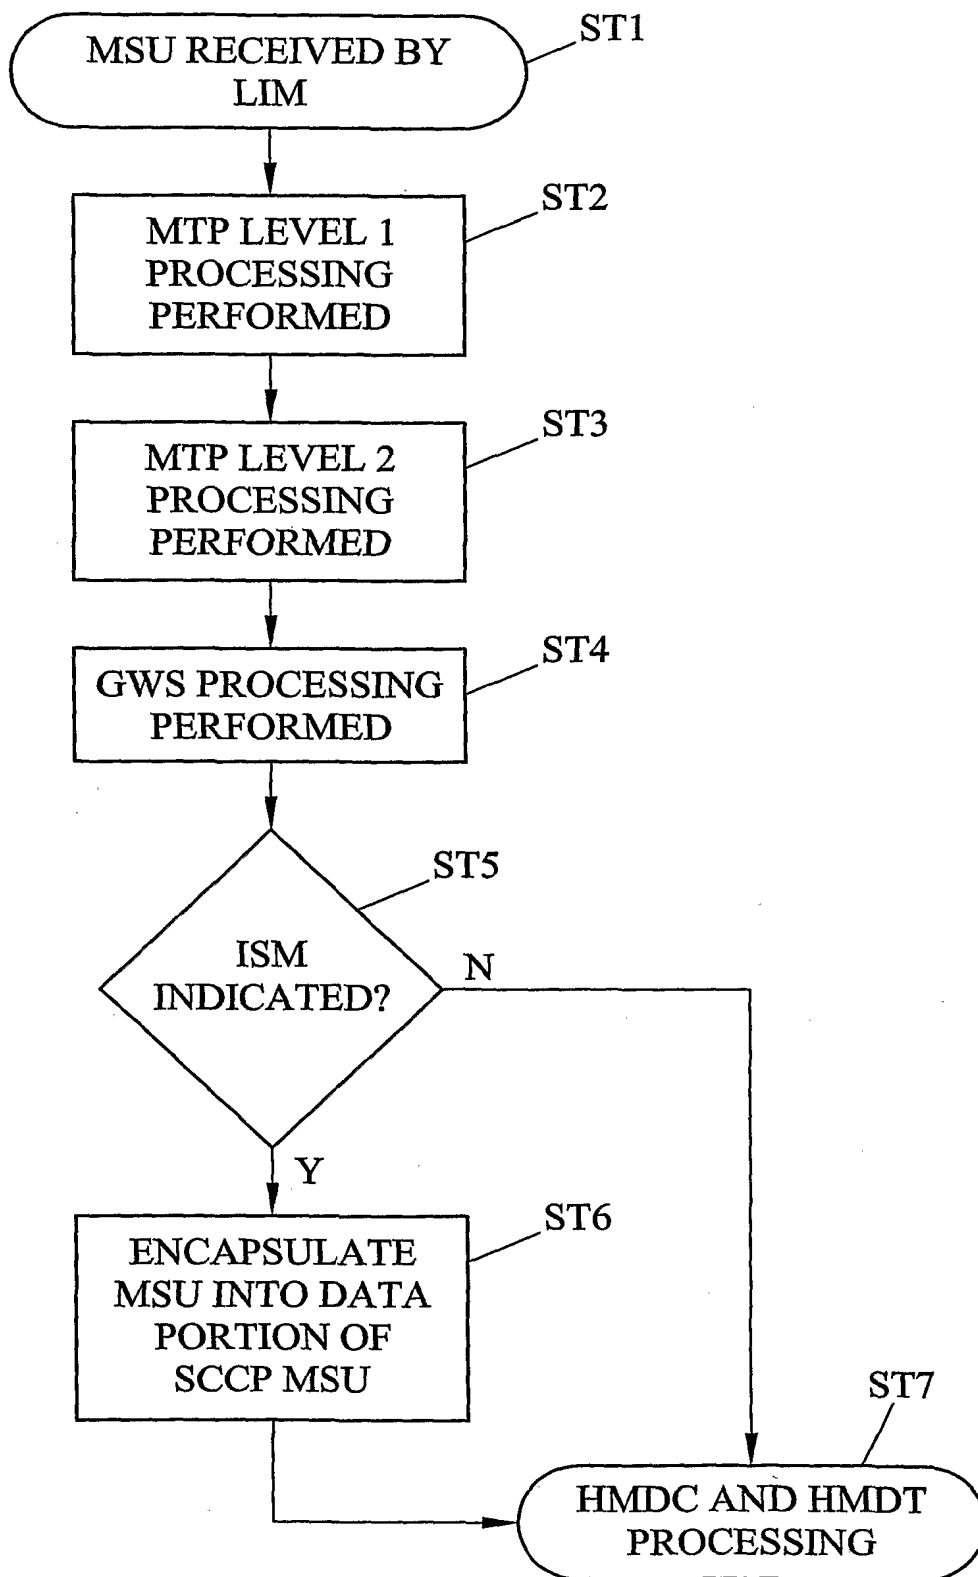 MSU RECEIVED BY
LIM
ST1
MTP LEVEL 1
PROCESSING
PERFORMED
ST2
MTP LEVEL 2
PROCESSING
PERFORMED
ST3
GWS PROCESSING
PERFORMED
ST4
ISM
INDICATED?
ST5
N
Y
ENCAPSULATE
MSU INTO DATA
PORTION OF
SCCP MSU
ST6
ST7
HMDC AND HMDT
PROCESSING